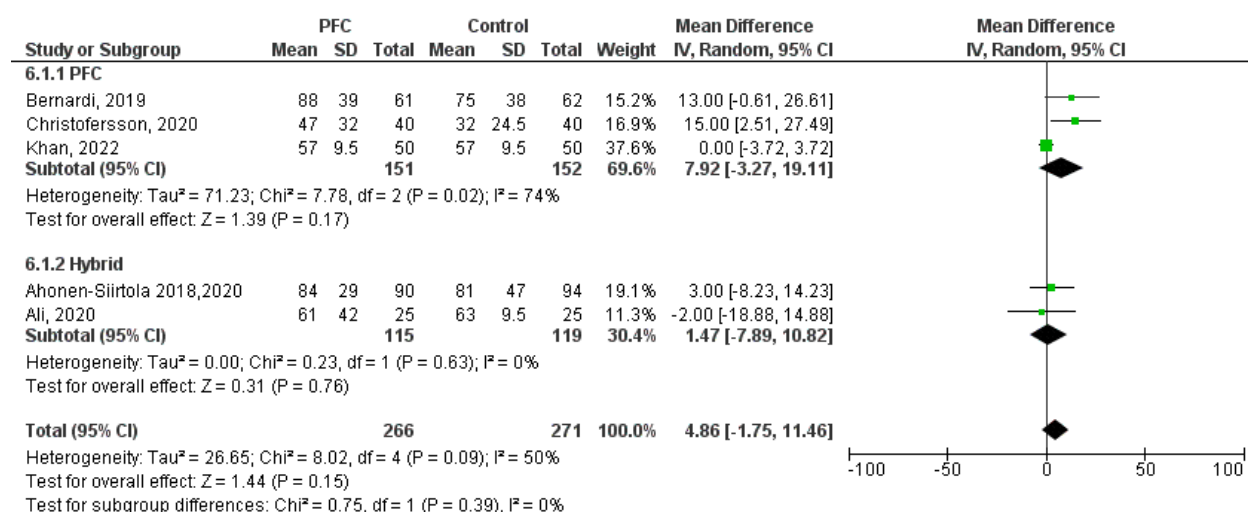 PFC Control Mean Difference Mean Difference
Study or Subgroup Mean SD Total Mean SD Total Weight IV, Random, 95% CI IV, Random, 95% CI
6.1.1 PFC
Bernardi, 2019 88 39 61 75 38 62 15.2% 13.00 [-0.61, 26.61]
Christofersson, 2020 47 32 40 32 24.5 40 16.9% 15.00 [2.51, 27.49]
Khan, 2022 57 9.5 50 57 9.5 50 37.6% 0.00 [-3.72, 3.72]
Subtotal (95% CI) 151 152 69.6% 7.92 [-3.27, 19.11]
Heterogeneity: Tau² = 71.23; Chi² = 7.78, df = 2 (P = 0.02); I² = 74%
Test for overall effect: Z = 1.39 (P = 0.17)
6.1.2 Hybrid
Ahonen-Siirtola 2018,2020 84 29 90 81 47 94 19.1% 3.00 [-8.23, 14.23]
Ali, 2020 61 42 25 63 9.5 25 11.3% -2.00 [-18.88, 14.88]
Subtotal (95% CI) 115 119 30.4% 1.47 [-7.89, 10.82]
Heterogeneity: Tau² = 0.00; Chi² = 0.23, df = 1 (P = 0.63); I² = 0%
Test for overall effect: Z = 0.31 (P = 0.76)
Total (95% CI) 266 271 100.0% 4.86 [-1.75, 11.46]
Heterogeneity: Tau² = 26.65; Chi² = 8.02, df = 4 (P = 0.09); I² = 50%
Test for overall effect: Z = 1.44 (P = 0.15)
Test for subgroup differences: Chi² = 0.75, df = 1 (P = 0.39), I² = 0%
-100 -50 0 50 100